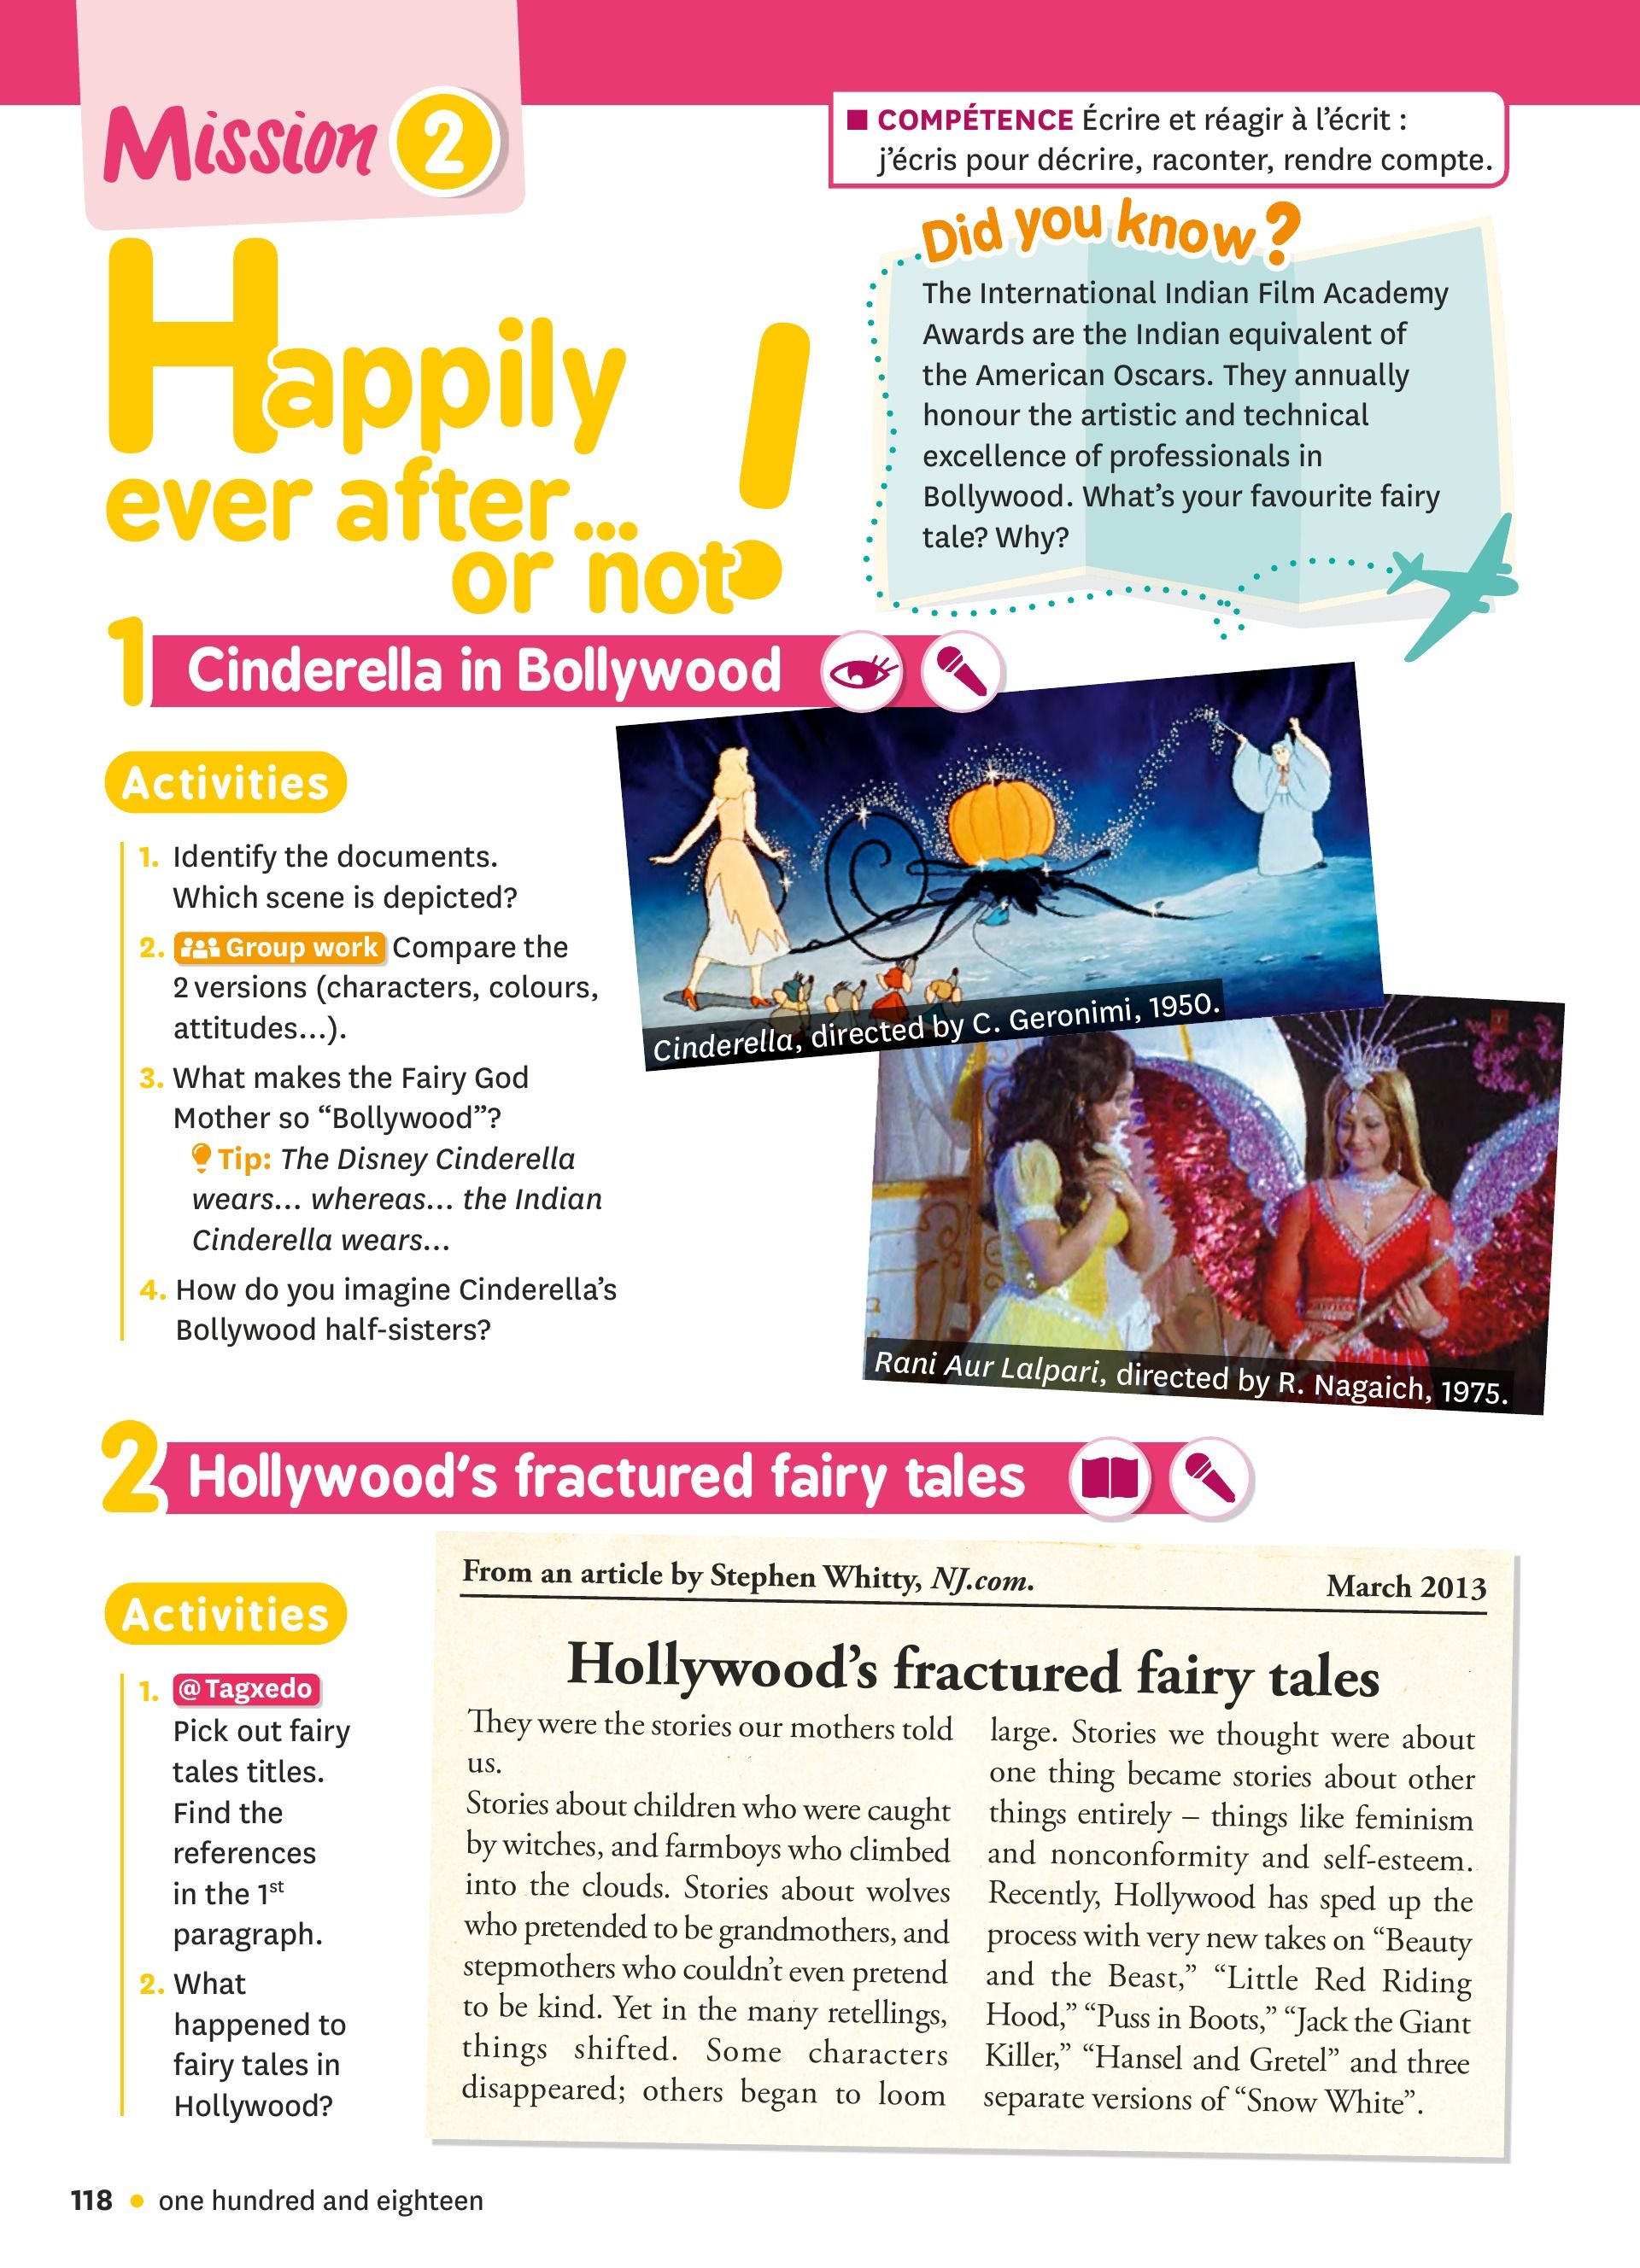 Mission 2
■ COMPÉTENCE Écrire et réagir à l'écrit :
j'écris pour décrire, raconter, rendre compte.
Happily
ever after...
or not!
Did you know?
The International Indian Film Academy
Awards are the Indian equivalent of
the American Oscars. They annually
honour the artistic and technical
excellence of professionals in
Bollywood. What's your favourite fairy
tale? Why?
1 Cinderella in Bollywood
Activities
1. Identify the documents.
Which scene is depicted?
2. Group work Compare the
2 versions (characters, colours,
attitudes...).
3. What makes the Fairy God
Mother so “Bollywood”?
Tip: The Disney Cinderella
wears... whereas... the Indian
Cinderella wears...
4. How do you imagine Cinderella's
Bollywood half-sisters?
Cinderella, directed by C. Geronimi, 1950.
Rani Aur Lalpari, directed by R. Nagaich, 1975.
2 Hollywood's fractured fairy tales
Activities
1. @Tagxedo
Pick out fairy
tales titles.
Find the
references
in the 1st
paragraph.
2. What
happened to
fairy tales in
Hollywood?
From an article by Stephen Whitty, NJ.com. March 2013
Hollywood's fractured fairy tales
They were the stories our mothers told
us.
Stories about children who were caught
by witches, and farmboys who climbed
into the clouds. Stories about wolves
who pretended to be grandmothers, and
stepmothers who couldn't even pretend
to be kind. Yet in the many retellings,
things shifted. Some characters
disappeared; others began to loom
large. Stories we thought were about
one thing became stories about other
things entirely – things like feminism
and nonconformity and self-esteem.
Recently, Hollywood has sped up the
process with very new takes on “Beauty
and the Beast,” “Little Red Riding
Hood,” “Puss in Boots,” “Jack the Giant
Killer,” “Hansel and Gretel” and three
separate versions of “Snow White”.
118 • one hundred and eighteen